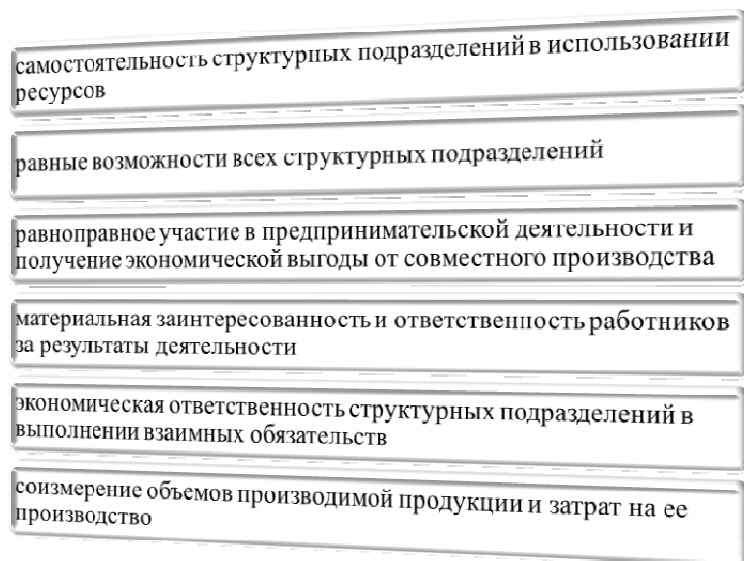 самостоятельность структурных подразделений в использовании
ресурсов
равные возможности всех структурных подразделений
равноправное участие в предпринимательской деятельности и
получение экономической выгоды от совместного производства
материальная заинтересованность и ответственность работников
за результаты деятельности
экономическая ответственность структурных подразделений в
выполнении взаимных обязательств
соизмерение объемов производимой продукции и затрат на ее
производство